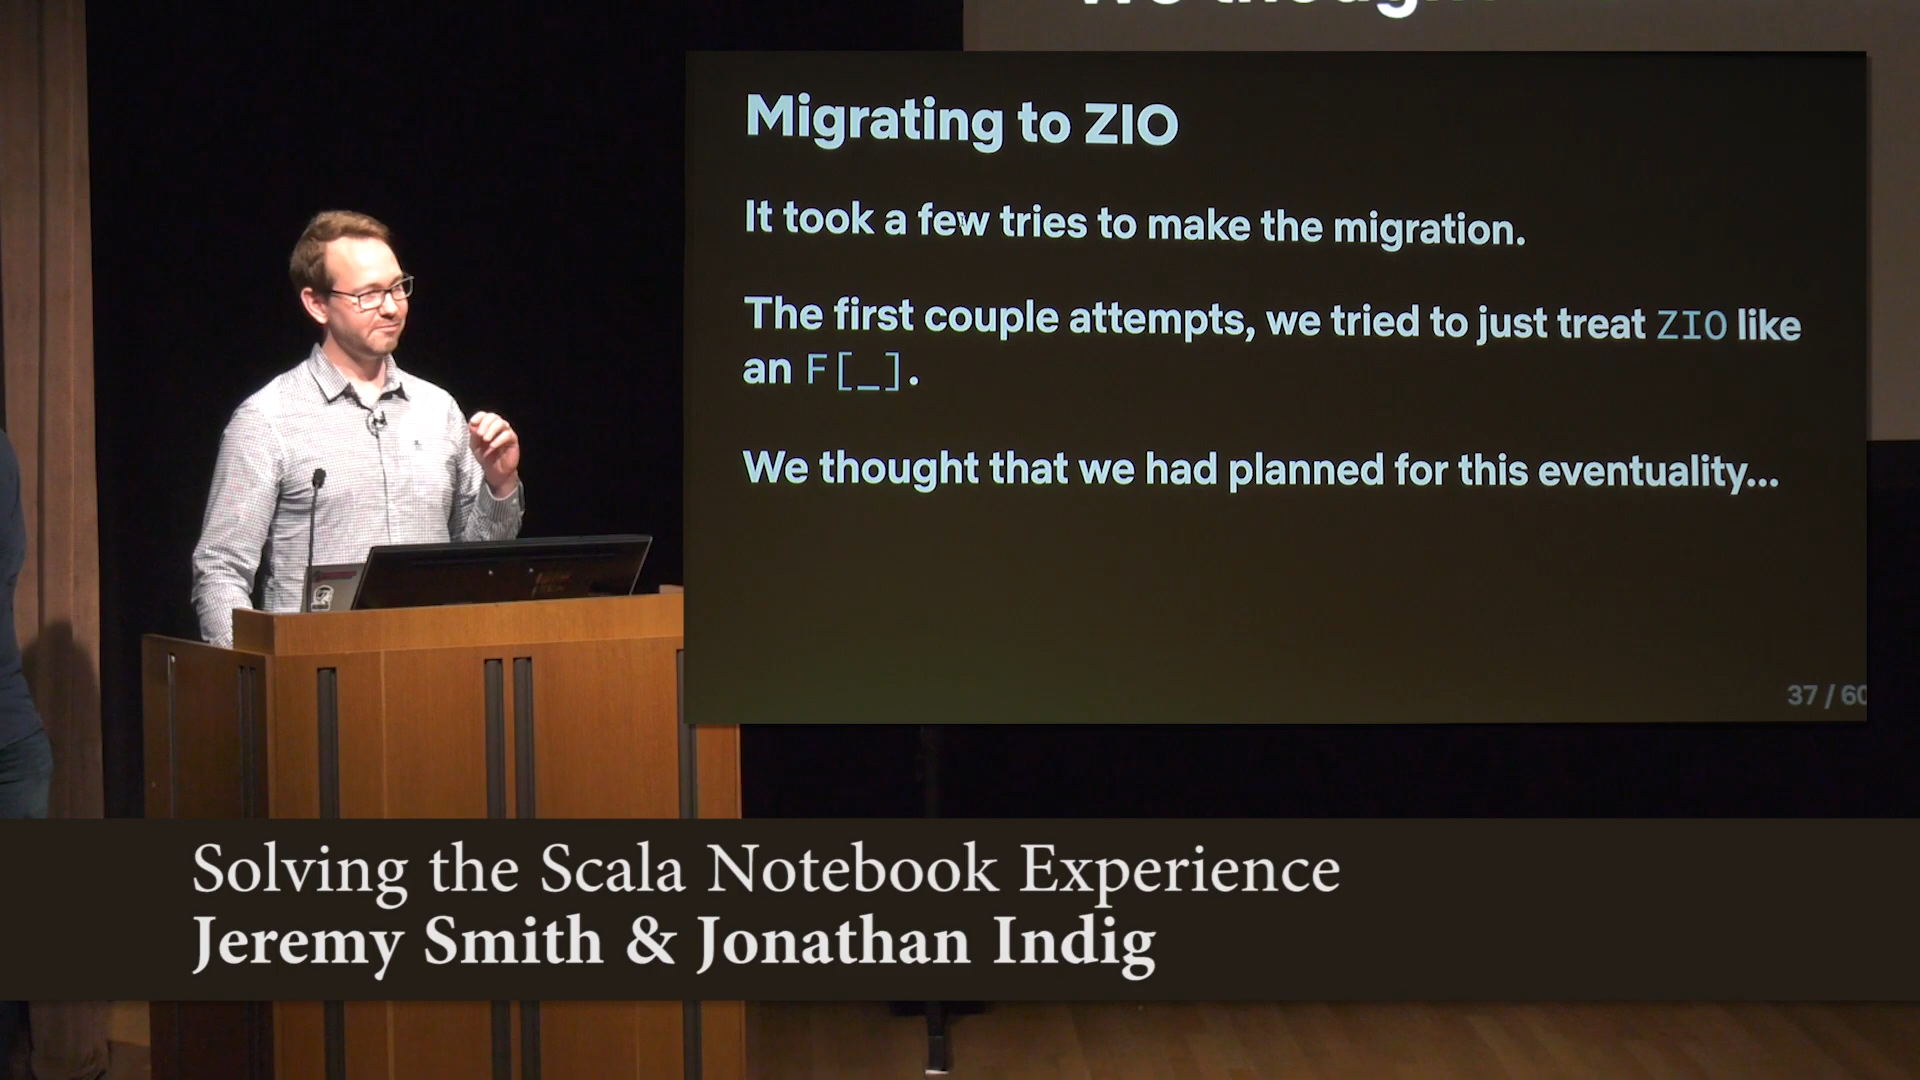 We though
Migrating to ZIO
It took a few tries to make the migration.
The first couple attempts, we tried to just treat ZIO like
an F[_].
We thought that we had planned for this eventuality...
37 / 60
Solving the Scala Notebook Experience
Jeremy Smith & Jonathan Indig